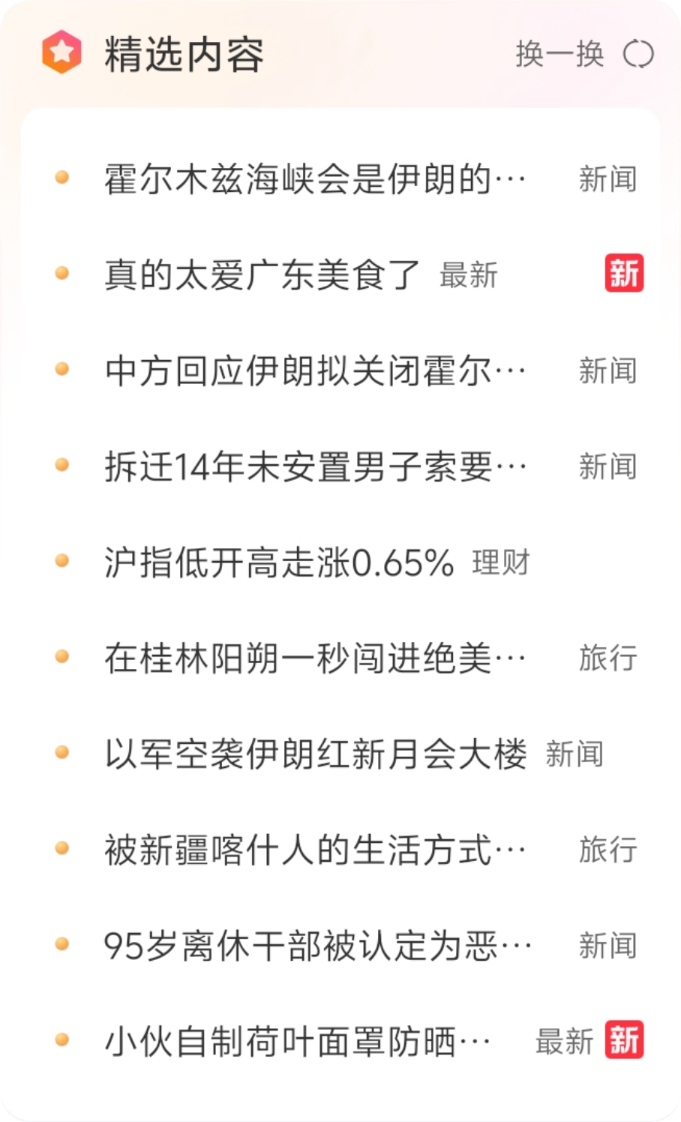 精选内容 换一换
霍尔木兹海峡会是伊朗的… 新闻
真的太爱广东美食了 最新 新
中方回应伊朗拟关闭霍尔… 新闻
拆迁14年未安置男子索要… 新闻
沪指低开高走涨0.65% 理财
在桂林阳朔一秒闯进绝美… 旅行
以军空袭伊朗红新月会大楼 新闻
被新疆喀什人的生活方式… 旅行
95岁离休干部被认定为恶… 新闻
小伙自制荷叶面罩防晒… 最新 新